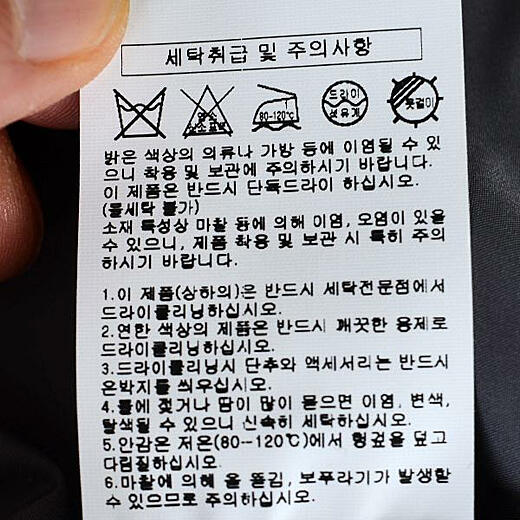 세탁취급 및 주의사항
염소 산소표백
1 80-120℃
드라이 석유계
옷걸이
밝은 색상의 의류나 가방 등에 이염될 수 있
으니 착용 및 보관에 주의하시기 바랍니다.
이 제품은 반드시 단독드라이 하십시오.
(물세탁 불가)
소재 특성상 마찰 등에 의해 이염, 오염이 있을
수 있으니, 제품 착용 및 보관 시 특히 주의
하시기 바랍니다.
1.이 제품(상하의)은 반드시 세탁전문점에서
드라이클리닝하십시오.
2.연한 색상의 제품은 반드시 깨끗한 용제로
드라이클리닝하십시오.
3.드라이클리닝시 단추와 액세서리는 반드시
은박지를 씌우십시오.
4.물에 젖거나 땀이 많이 묻으면 이염, 변색,
탈색될 수 있으니 신속히 세탁하십시오.
5.안감은 저온(80-120℃)에서 헝겊을 덮고
다림질하십시오.
6.마찰에 의해 올 뜯김, 보푸라기가 발생할
수 있으므로 주의하십시오.